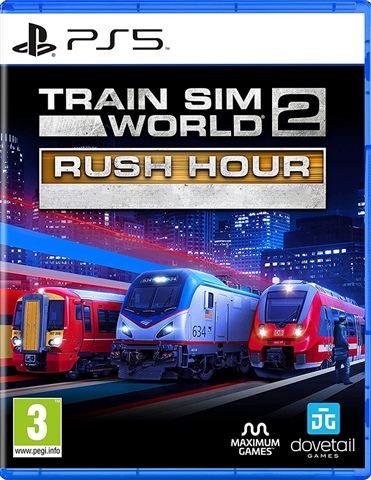 PS5
TRAIN SIM
WORLD 2
RUSH HOUR
634
3
www.pegi.info
MAXIMUM
GAMES
dovetail
GAMES